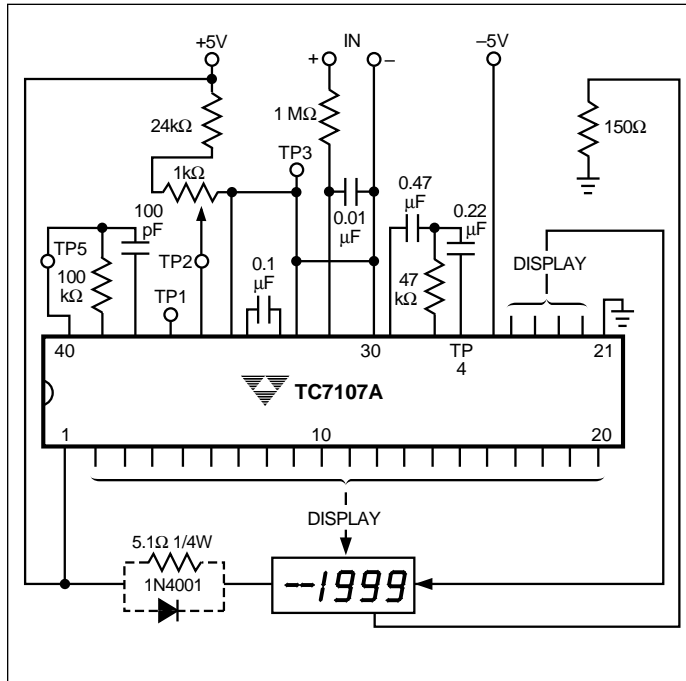 +5V
+ IN –
–5V
24kΩ
1 MΩ
150Ω
TP3
1kΩ
0.47
µF
0.22
µF
0.01
µF
100
pF
DISPLAY
TP5
100
kΩ
TP2
0.1
µF
47
kΩ
TP1
40
30
TP
4
21
TC7107A
1
10
20
DISPLAY
5.1Ω 1/4W
1N4001
--1999